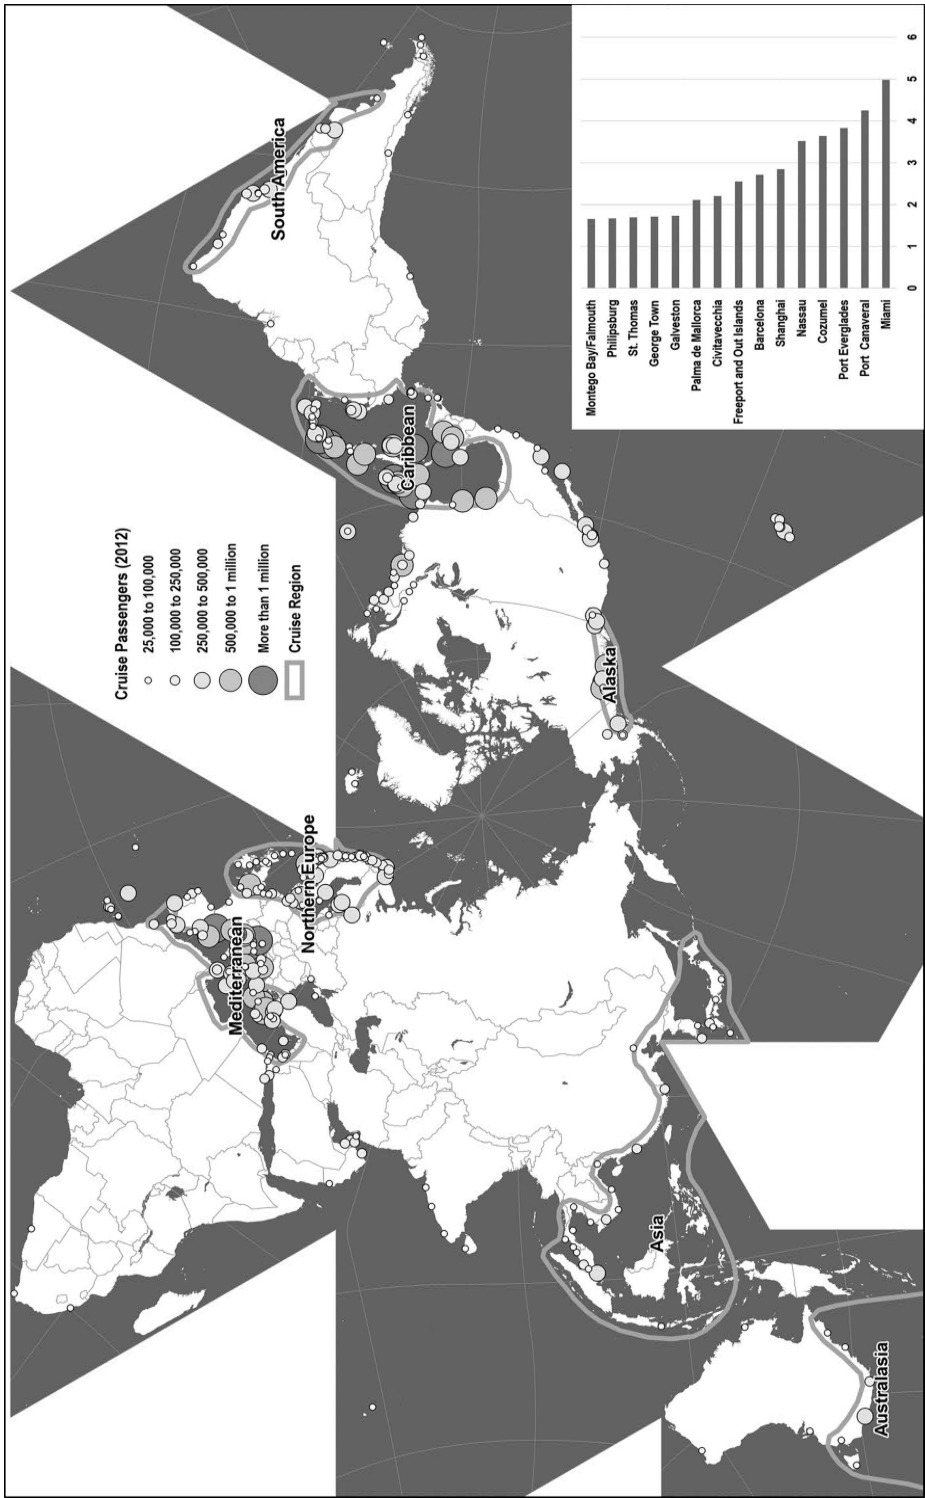 Cruise Passengers (2012)
25,000 to 100,000
100,000 to 250,000
250,000 to 500,000
500,000 to 1 million
More than 1 million
Cruise Region
South America
Caribbean
Alaska
Northern Europe
Mediterranean
Asia
Australasia
Montego Bay/Falmouth
Philipsburg
St. Thomas
George Town
Galveston
Palma de Mallorca
Civitavecchia
Freeport and Out Islands
Barcelona
Shanghai
Nassau
Cozumel
Port Everglades
Port Canaveral
Miami
0 1 2 3 4 5 6